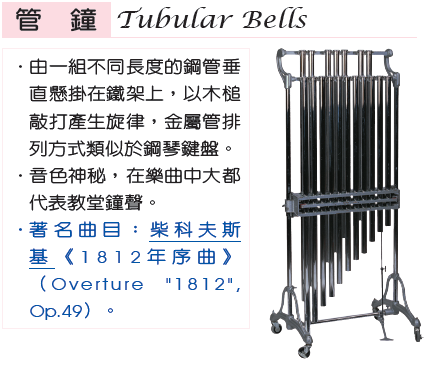 管鐘 Tubular Bells
·由一組不同長度的鋼管垂
直懸掛在鐵架上，以木槌
敲打產生旋律，金屬管排
列方式類似於鋼琴鍵盤。
·音色神秘，在樂曲中大都
代表教堂鐘聲。
·著名曲目：柴科夫斯
基《1812年序曲》
（Overture "1812",
Op.49）。